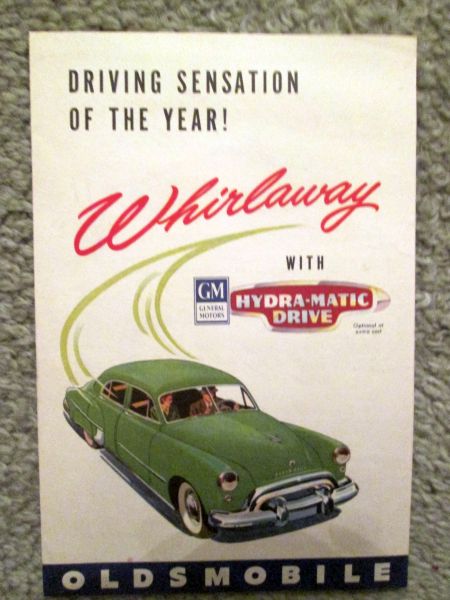 DRIVING SENSATION
OF THE YEAR!
Whirlaway
WITH
GM
GENERAL
MOTORS
HYDRA-MATIC
DRIVE
Optional at
extra cost
OLDSMOBILE